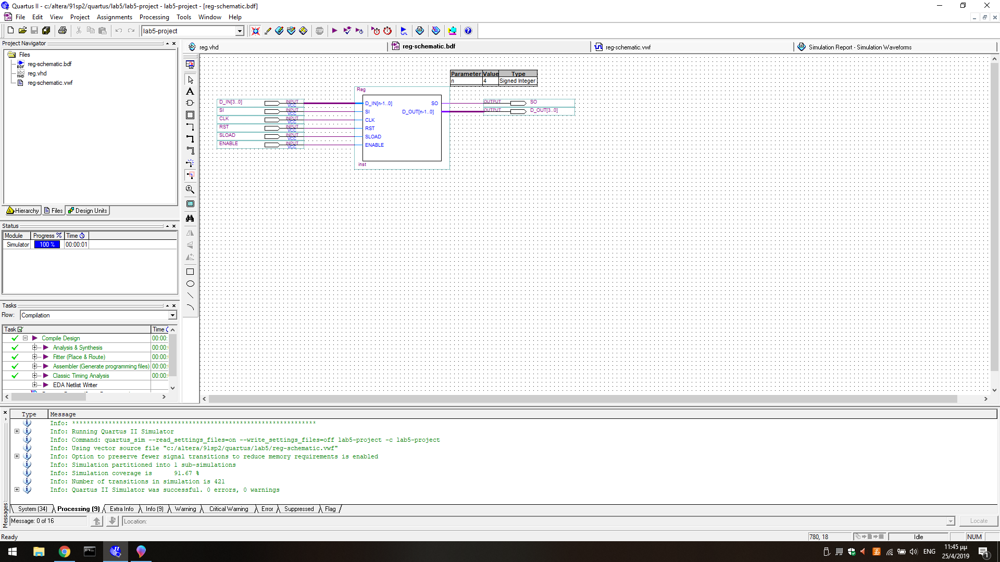 Quartus II - c:/altera/91sp2/quartus/lab5/lab5-project - lab5-project - [reg-schematic.bdf]
File Edit View Project Assignments Processing Tools Window Help
lab5-project
Project Navigator
Files
reg-schematic.bdf
reg.vhd
reg-schematic.vwf
Hierarchy Files Design Units
Status
Module Progress % Time
Simulator 100 % 00:00:01
Tasks
Flow: Compilation
Task Time
Compile Design 00:00:
Analysis & Synthesis 00:00:
Fitter (Place & Route) 00:00:
Assembler (Generate programming files) 00:00:
Classic Timing Analysis 00:00:
EDA Netlist Writer
reg.vhd reg-schematic.bdf reg-schematic.vwf Simulation Report - Simulation Waveforms
Parameter Value Type
n 4 Signed Integer
Reg
D_IN[3..0] INPUT VCC
SI INPUT VCC
CLK INPUT VCC
RST INPUT VCC
SLOAD INPUT VCC
ENABLE INPUT VCC
D_IN[n-1..0] SO
SI D_OUT[n-1..0]
CLK
RST
SLOAD
ENABLE
inst
OUTPUT SO
OUTPUT D_OUT[3..0]
Type Message
Info: *******************************************************************
Info: Running Quartus II Simulator
Info: Command: quartus_sim --read_settings_files=on --write_settings_files=off lab5-project -c lab5-project
Info: Using vector source file "c:/altera/91sp2/quartus/lab5/reg-schematic.vwf"
Info: Option to preserve fewer signal transitions to reduce memory requirements is enabled
Info: Simulation partitioned into 1 sub-simulations
Info: Simulation coverage is 91.67 %
Info: Number of transitions in simulation is 421
Info: Quartus II Simulator was successful. 0 errors, 0 warnings
System (34) Processing (9) Extra Info Info (9) Warning Critical Warning Error Suppressed Flag
Messages
Message: 0 of 16 Location: Locate
Ready 780, 18 Idle NUM
ENG 11:45 μμ
25/4/2019 1